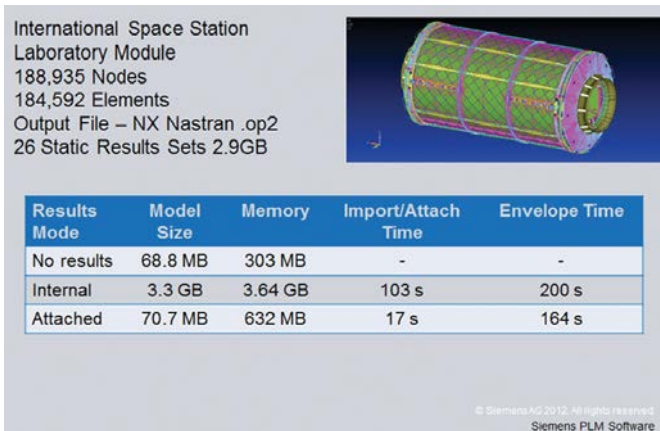 International Space Station
Laboratory Module
188,935 Nodes
184,592 Elements
Output File – NX Nastran .op2
26 Static Results Sets 2.9GB
Results Mode Model Size Memory Import/Attach Time Envelope Time
No results 68.8 MB 303 MB - -
Internal 3.3 GB 3.64 GB 103 s 200 s
Attached 70.7 MB 632 MB 17 s 164 s
© Siemens AG 2012. All rights reserved
Siemens PLM Software